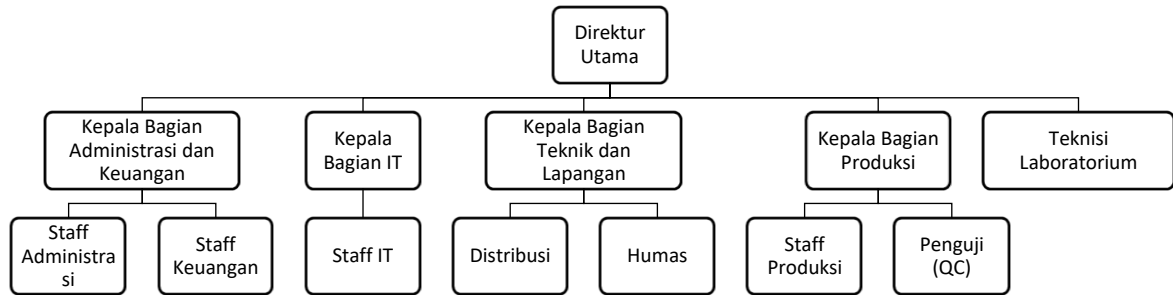 Direktur
Utama
Kepala Bagian
Administrasi dan
Keuangan
Kepala
Bagian IT
Kepala Bagian
Teknik dan
Lapangan
Kepala Bagian
Produksi
Teknisi
Laboratorium
Staff
Administra
si
Staff
Keuangan
Staff IT
Distribusi
Humas
Staff
Produksi
Penguji
(QC)